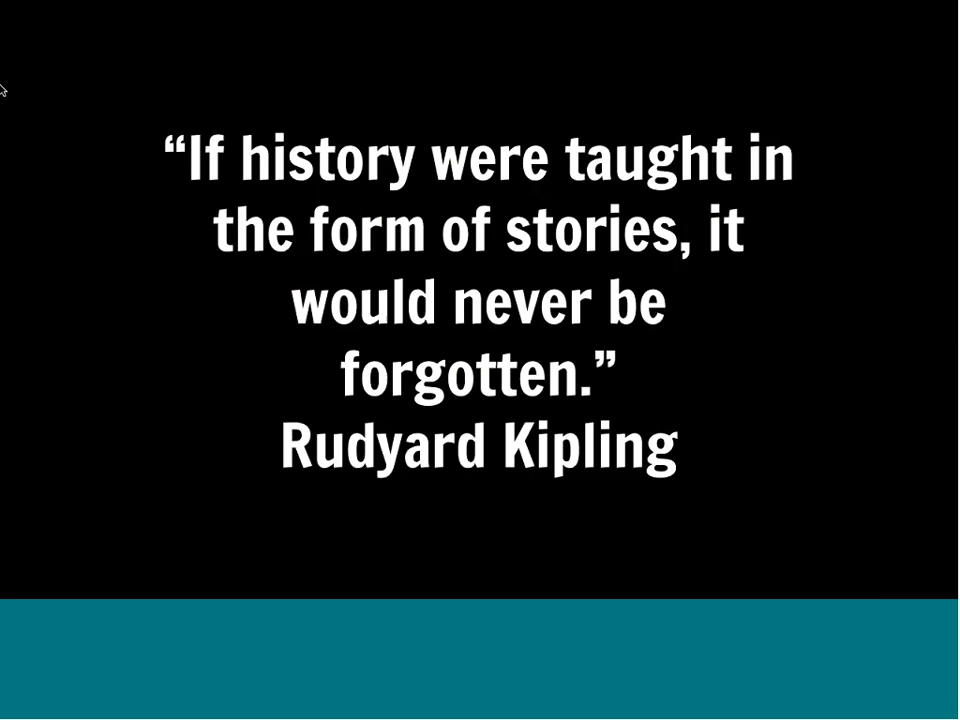 “If history were taught in
the form of stories, it
would never be
forgotten.”
Rudyard Kipling